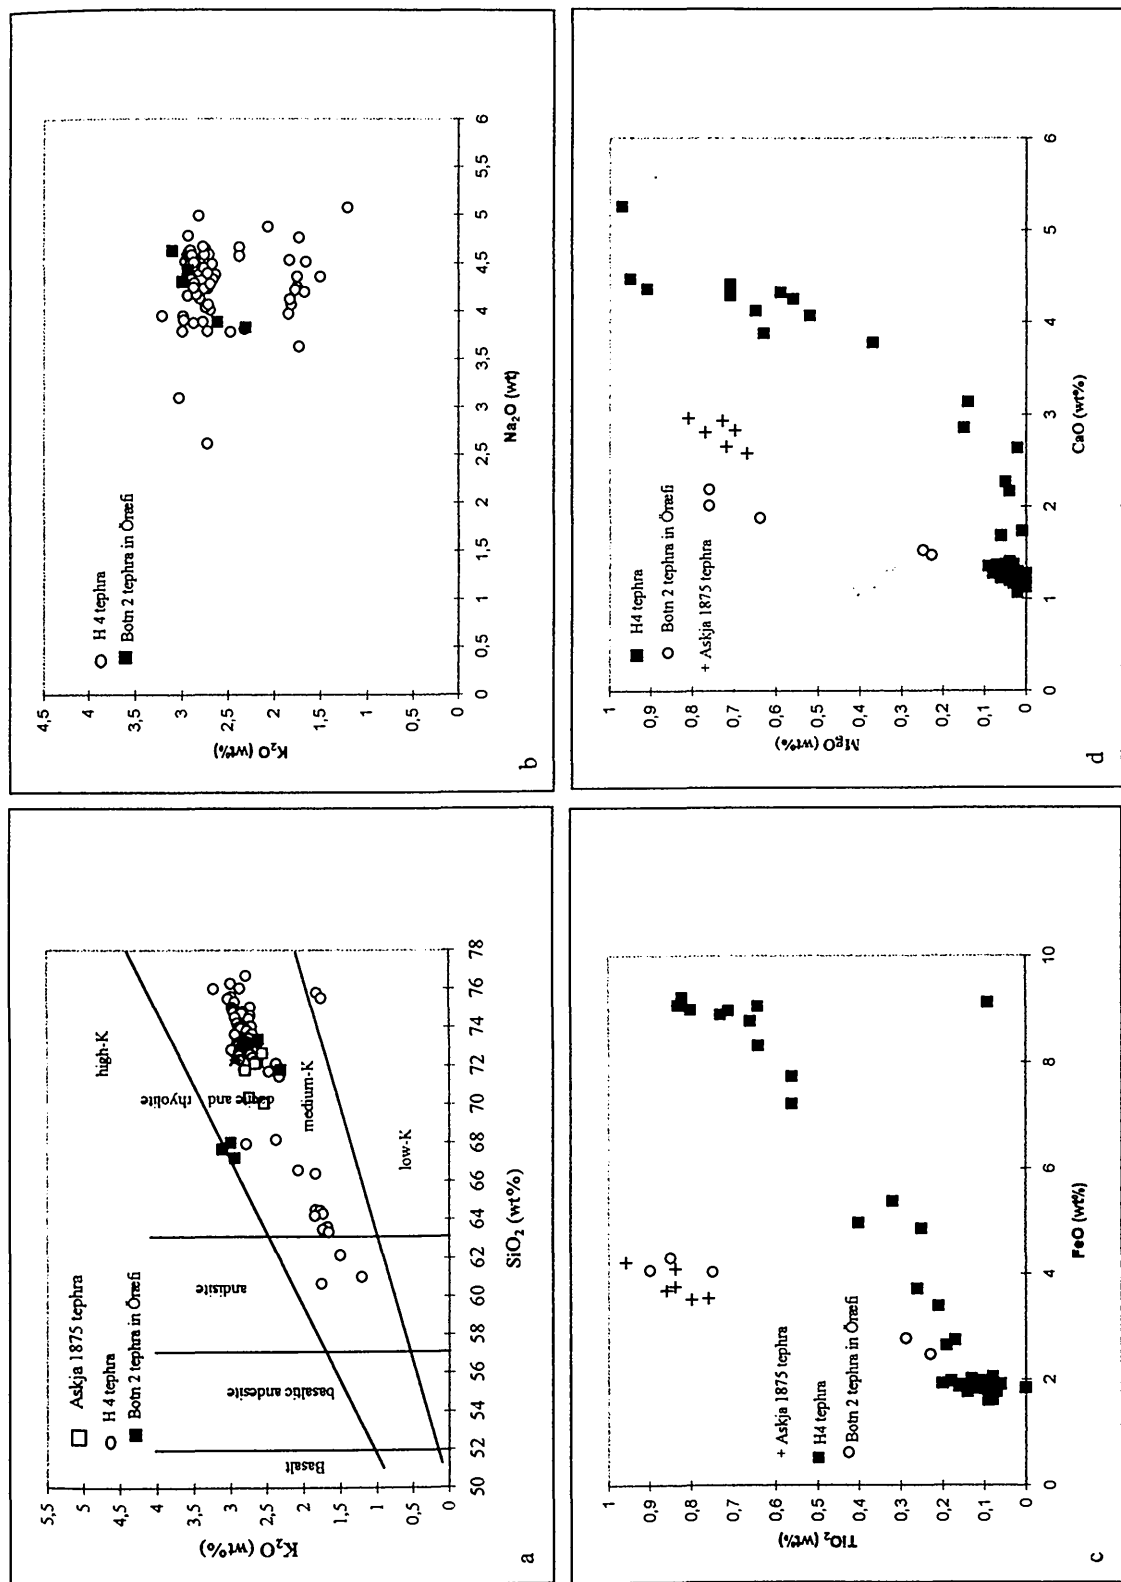 5,5
5
4,5
4
3,5
3
2,5
2
1,5
1
0,5
0
K₂O (wt%)
50
52
54
56
58
60
62
64
66
68
70
72
74
76
78
SiO₂ (wt%)
Askja 1875 tephra
H 4 tephra
Botn 2 tephra in Öræfi
Basalt
basaltic andesite
andisite
dacite and
rhyolite
high-K
medium-K
low-K
a
4,5
4
3,5
3
2,5
2
1,5
1
0,5
0
K₂O (wt%)
0
0,5
1
1,5
2
2,5
3
3,5
4
4,5
5
5,5
6
Na₂O (wt)
H 4 tephra
Botn 2 tephra in Öræfi
b
1
0,9
0,8
0,7
0,6
0,5
0,4
0,3
0,2
0,1
0
TiO₂ (wt%)
0
2
4
6
8
10
FeO (wt%)
+ Askja 1875 tephra
H4 tephra
Botn 2 tephra in Öræfi
c
1
0,9
0,8
0,7
0,6
0,5
0,4
0,3
0,2
0,1
0
MgO (wt%)
0
1
2
3
4
5
6
CaO (wt%)
H4 tephra
Botn 2 tephra in Öræfi
+ Askja 1875 tephra
d